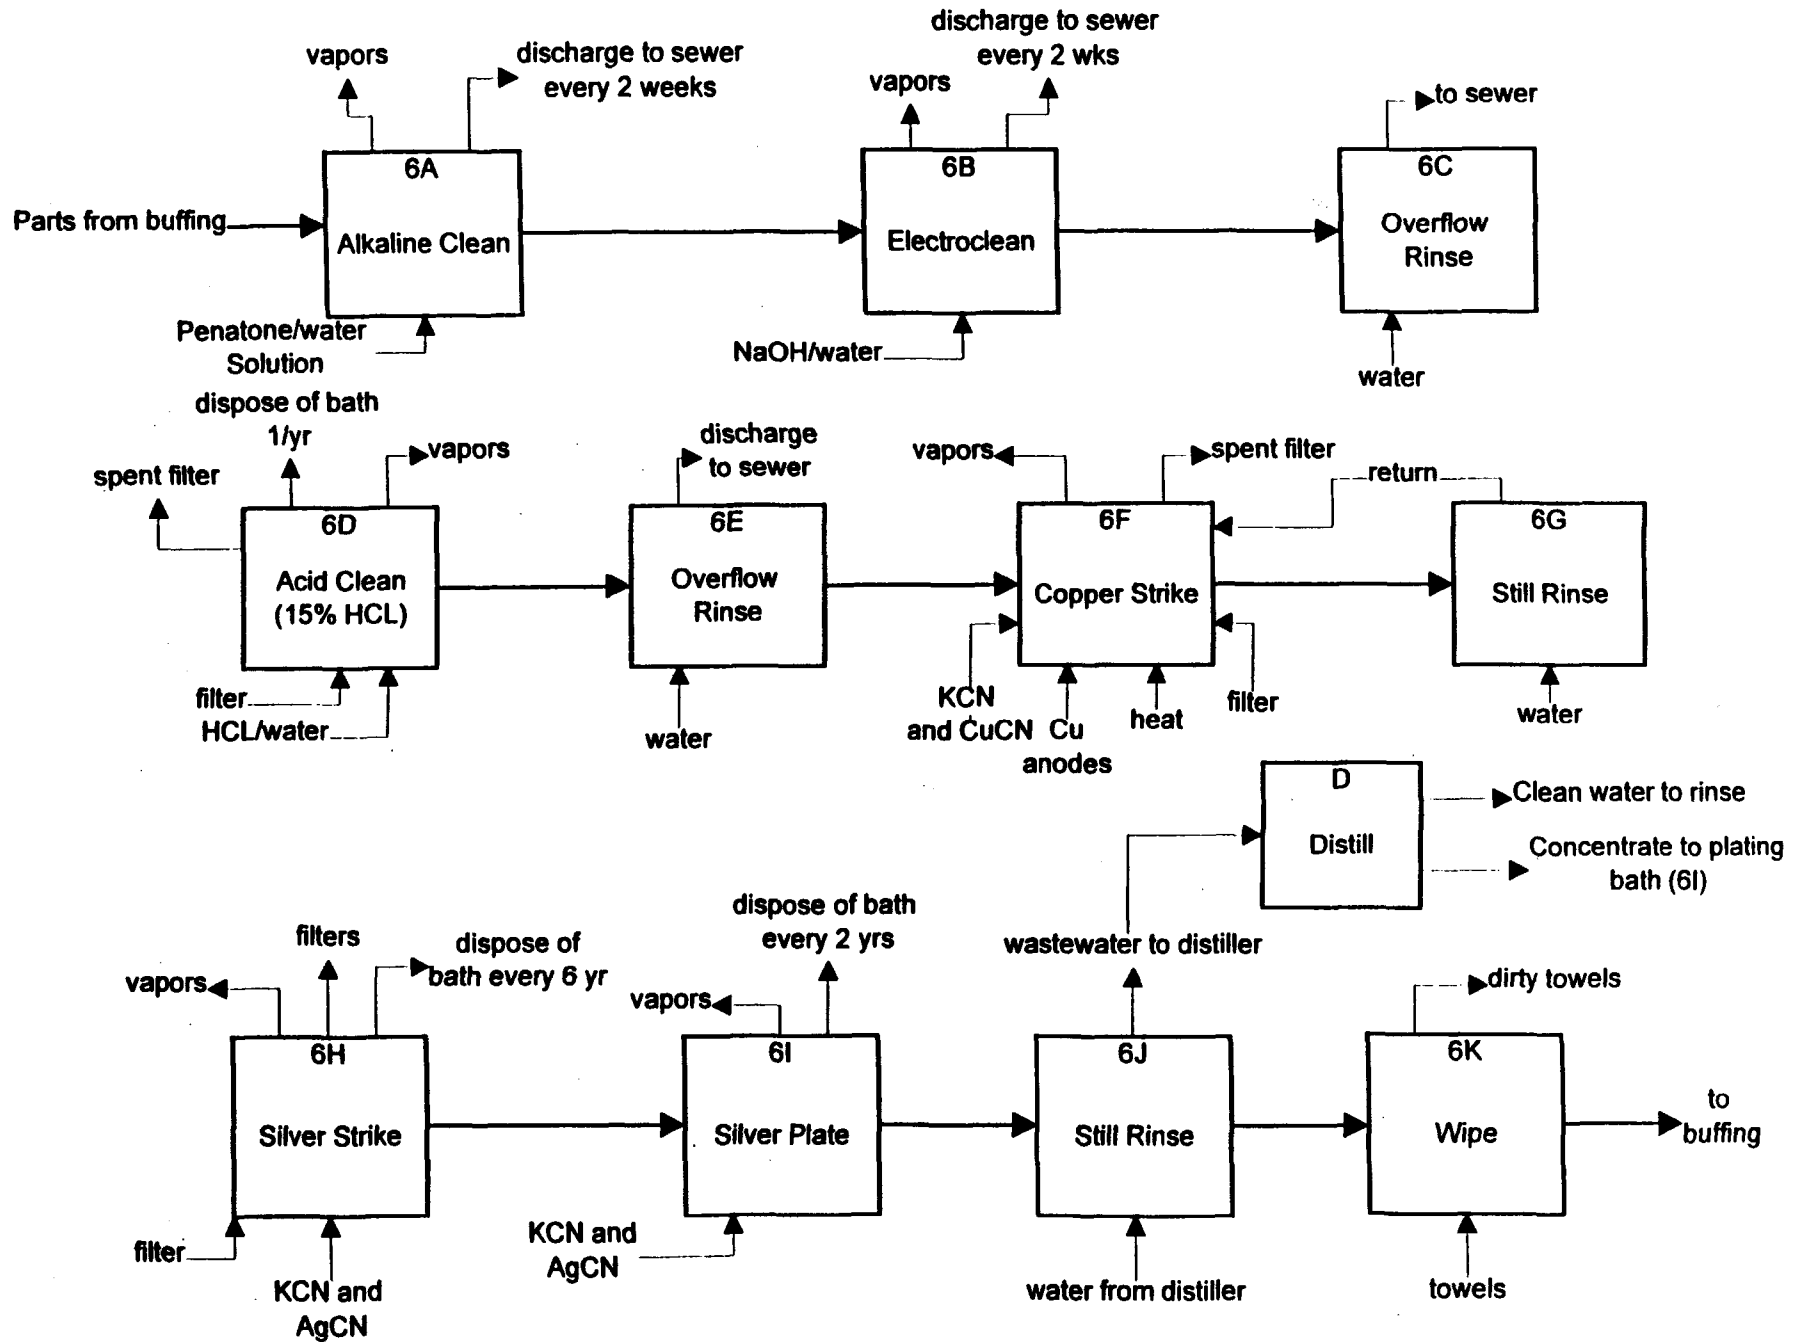 vapors
discharge to sewer
every 2 weeks
discharge to sewer
every 2 wks
vapors
to sewer
6A
Alkaline Clean
6B
Electroclean
6C
Overflow
Rinse
Parts from buffing
Penatone/water
Solution
NaOH/water
water
dispose of bath
1/yr
spent filter
vapors
discharge
to sewer
vapors
spent filter
return
6D
Acid Clean
(15% HCL)
6E
Overflow
Rinse
6F
Copper Strike
6G
Still Rinse
filter
HCL/water
water
KCN
and CuCN
Cu
anodes
heat
filter
water
D
Distill
Clean water to rinse
Concentrate to plating
bath (6I)
wastewater to distiller
vapors
filters
dispose of
bath every 6 yr
vapors
dispose of bath
every 2 yrs
dirty towels
6H
Silver Strike
6I
Silver Plate
6J
Still Rinse
6K
Wipe
to
buffing
filter
KCN and
AgCN
KCN and
AgCN
water from distiller
towels